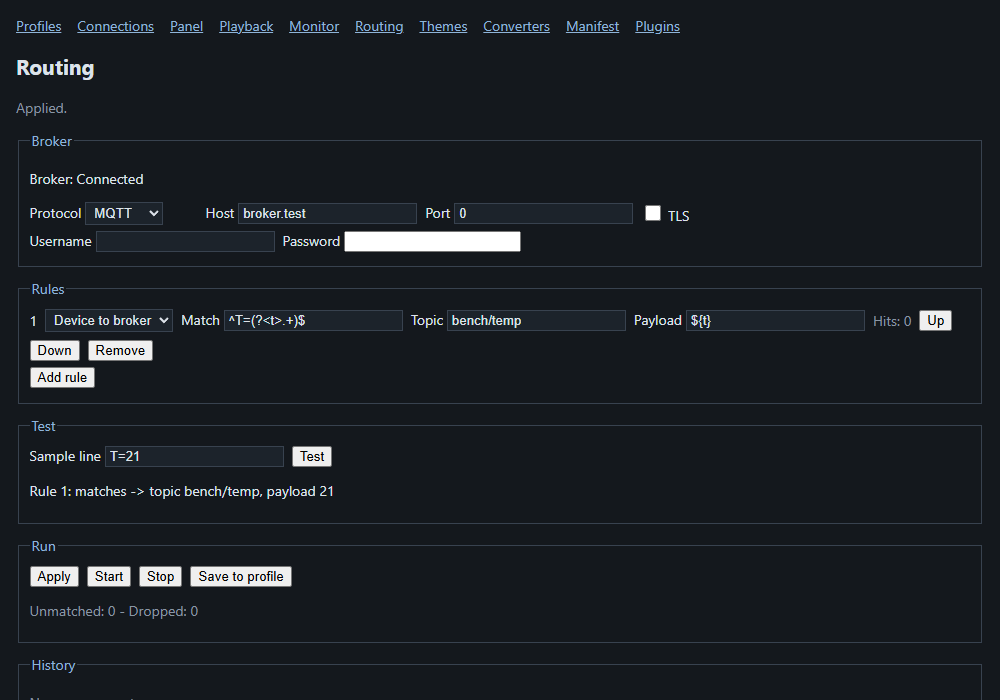 Profiles Connections Panel Playback Monitor Routing Themes Converters Manifest Plugins
Routing
Applied.
Broker
Broker: Connected
Protocol MQTT Host broker.test Port 0 TLS
Username Password
Rules
1 Device to broker Match ^T=(?<t>.+)$ Topic bench/temp Payload ${t} Hits: 0 Up
Down Remove
Add rule
Test
Sample line T=21 Test
Rule 1: matches -> topic bench/temp, payload 21
Run
Apply Start Stop Save to profile
Unmatched: 0 - Dropped: 0
History